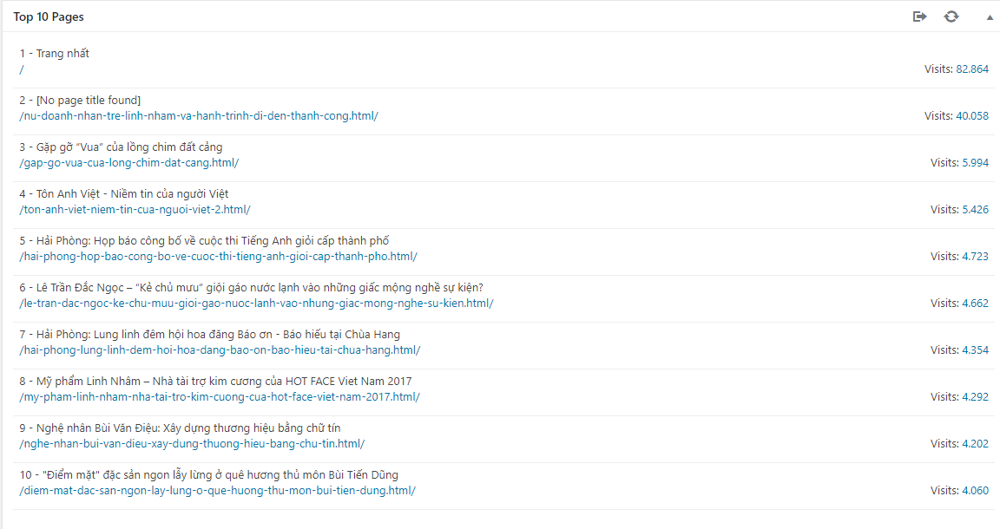 Top 10 Pages
1 - Trang nhất
/
Visits: 82.864
2 - [No page title found]
/nu-doanh-nhan-tre-linh-nham-va-hanh-trinh-di-den-thanh-cong.html/
Visits: 40.058
3 - Gặp gỡ “Vua” của lồng chim đất cảng
/gap-go-vua-cua-long-chim-dat-cang.html/
Visits: 5.994
4 - Tôn Anh Việt - Niềm tin của người Việt
/ton-anh-viet-niem-tin-cua-nguoi-viet-2.html/
Visits: 5.426
5 - Hải Phòng: Họp báo công bố về cuộc thi Tiếng Anh giỏi cấp thành phố
/hai-phong-hop-bao-cong-bo-ve-cuoc-thi-tieng-anh-gioi-cap-thanh-pho.html/
Visits: 4.723
6 - Lê Trần Đắc Ngọc – “Kẻ chủ mưu” giội gáo nước lạnh vào những giấc mộng nghề sự kiện?
/le-tran-dac-ngoc-ke-chu-muu-gioi-gao-nuoc-lanh-vao-nhung-giac-mong-nghe-su-kien.html/
Visits: 4.662
7 - Hải Phòng: Lung linh đêm hội hoa đăng Báo ơn - Báo hiếu tại Chùa Hang
/hai-phong-lung-linh-dem-hoi-hoa-dang-bao-on-bao-hieu-tai-chua-hang.html/
Visits: 4.354
8 - Mỹ phẩm Linh Nhâm – Nhà tài trợ kim cương của HOT FACE Viet Nam 2017
/my-pham-linh-nham-nha-tai-tro-kim-cuong-cua-hot-face-viet-nam-2017.html/
Visits: 4.292
9 - Nghệ nhân Bùi Văn Điệu: Xây dựng thương hiệu bằng chữ tín
/nghe-nhan-bui-van-dieu-xay-dung-thuong-hieu-bang-chu-tin.html/
Visits: 4.202
10 - "Điểm mặt" đặc sản ngon lẫy lừng ở quê hương thủ môn Bùi Tiến Dũng
/diem-mat-dac-san-ngon-lay-lung-o-que-huong-thu-mon-bui-tien-dung.html/
Visits: 4.060